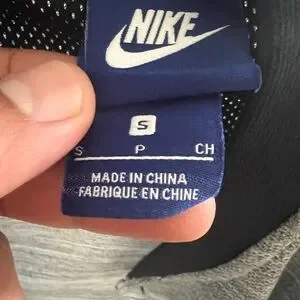 NIKE
S
S P CH
MADE IN CHINA
FABRIQUE EN CHINE